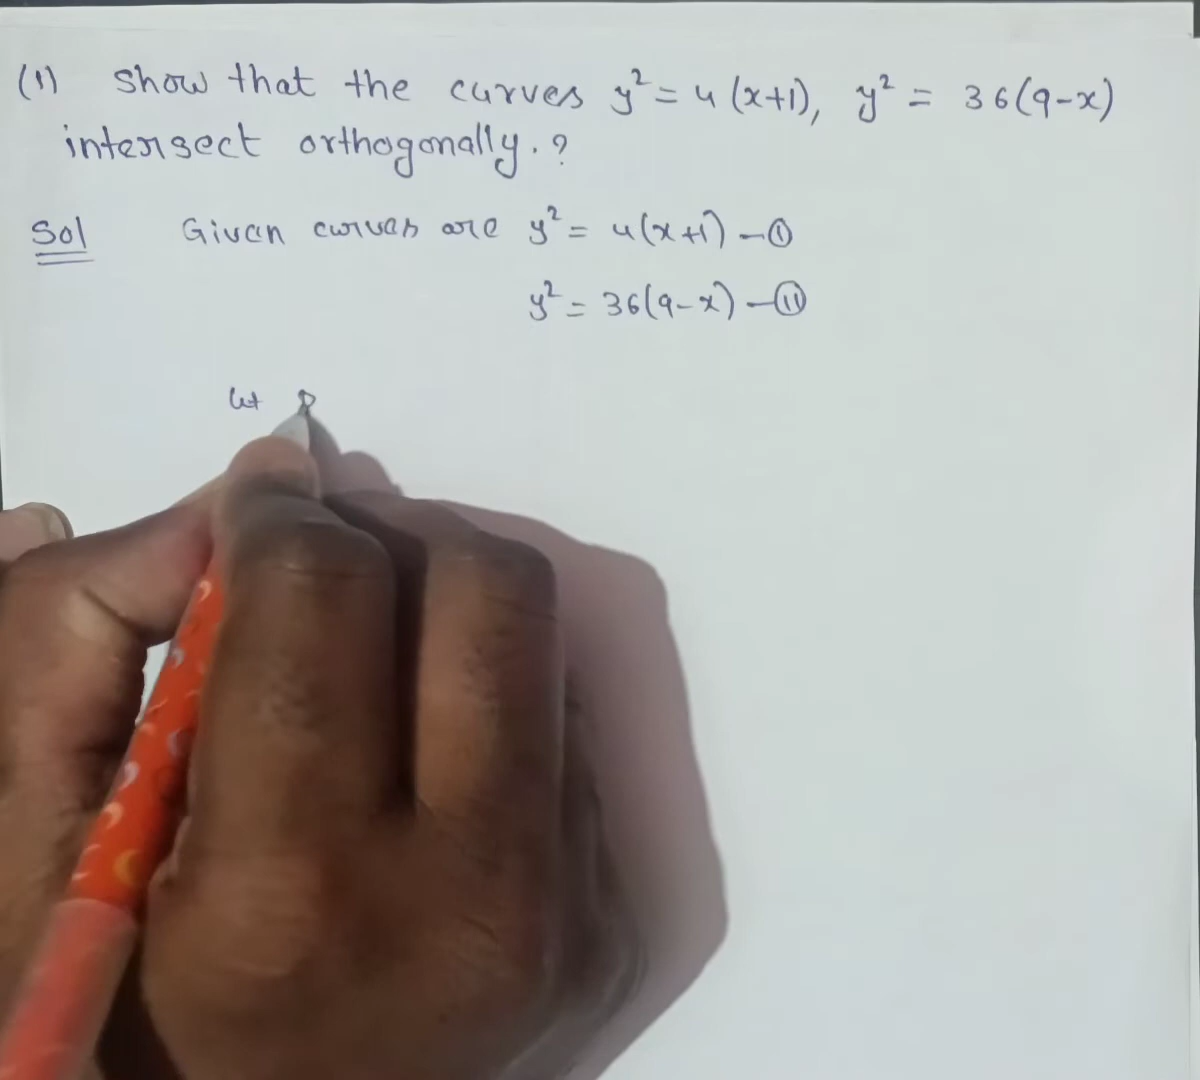 (1) Show that the curves y² = 4(x+1), y² = 36(9-x)
intersect orthogonally.?
Sol Given curves are y² = 4(x+1) - ①
y² = 36(9-x) - ⑪
let P